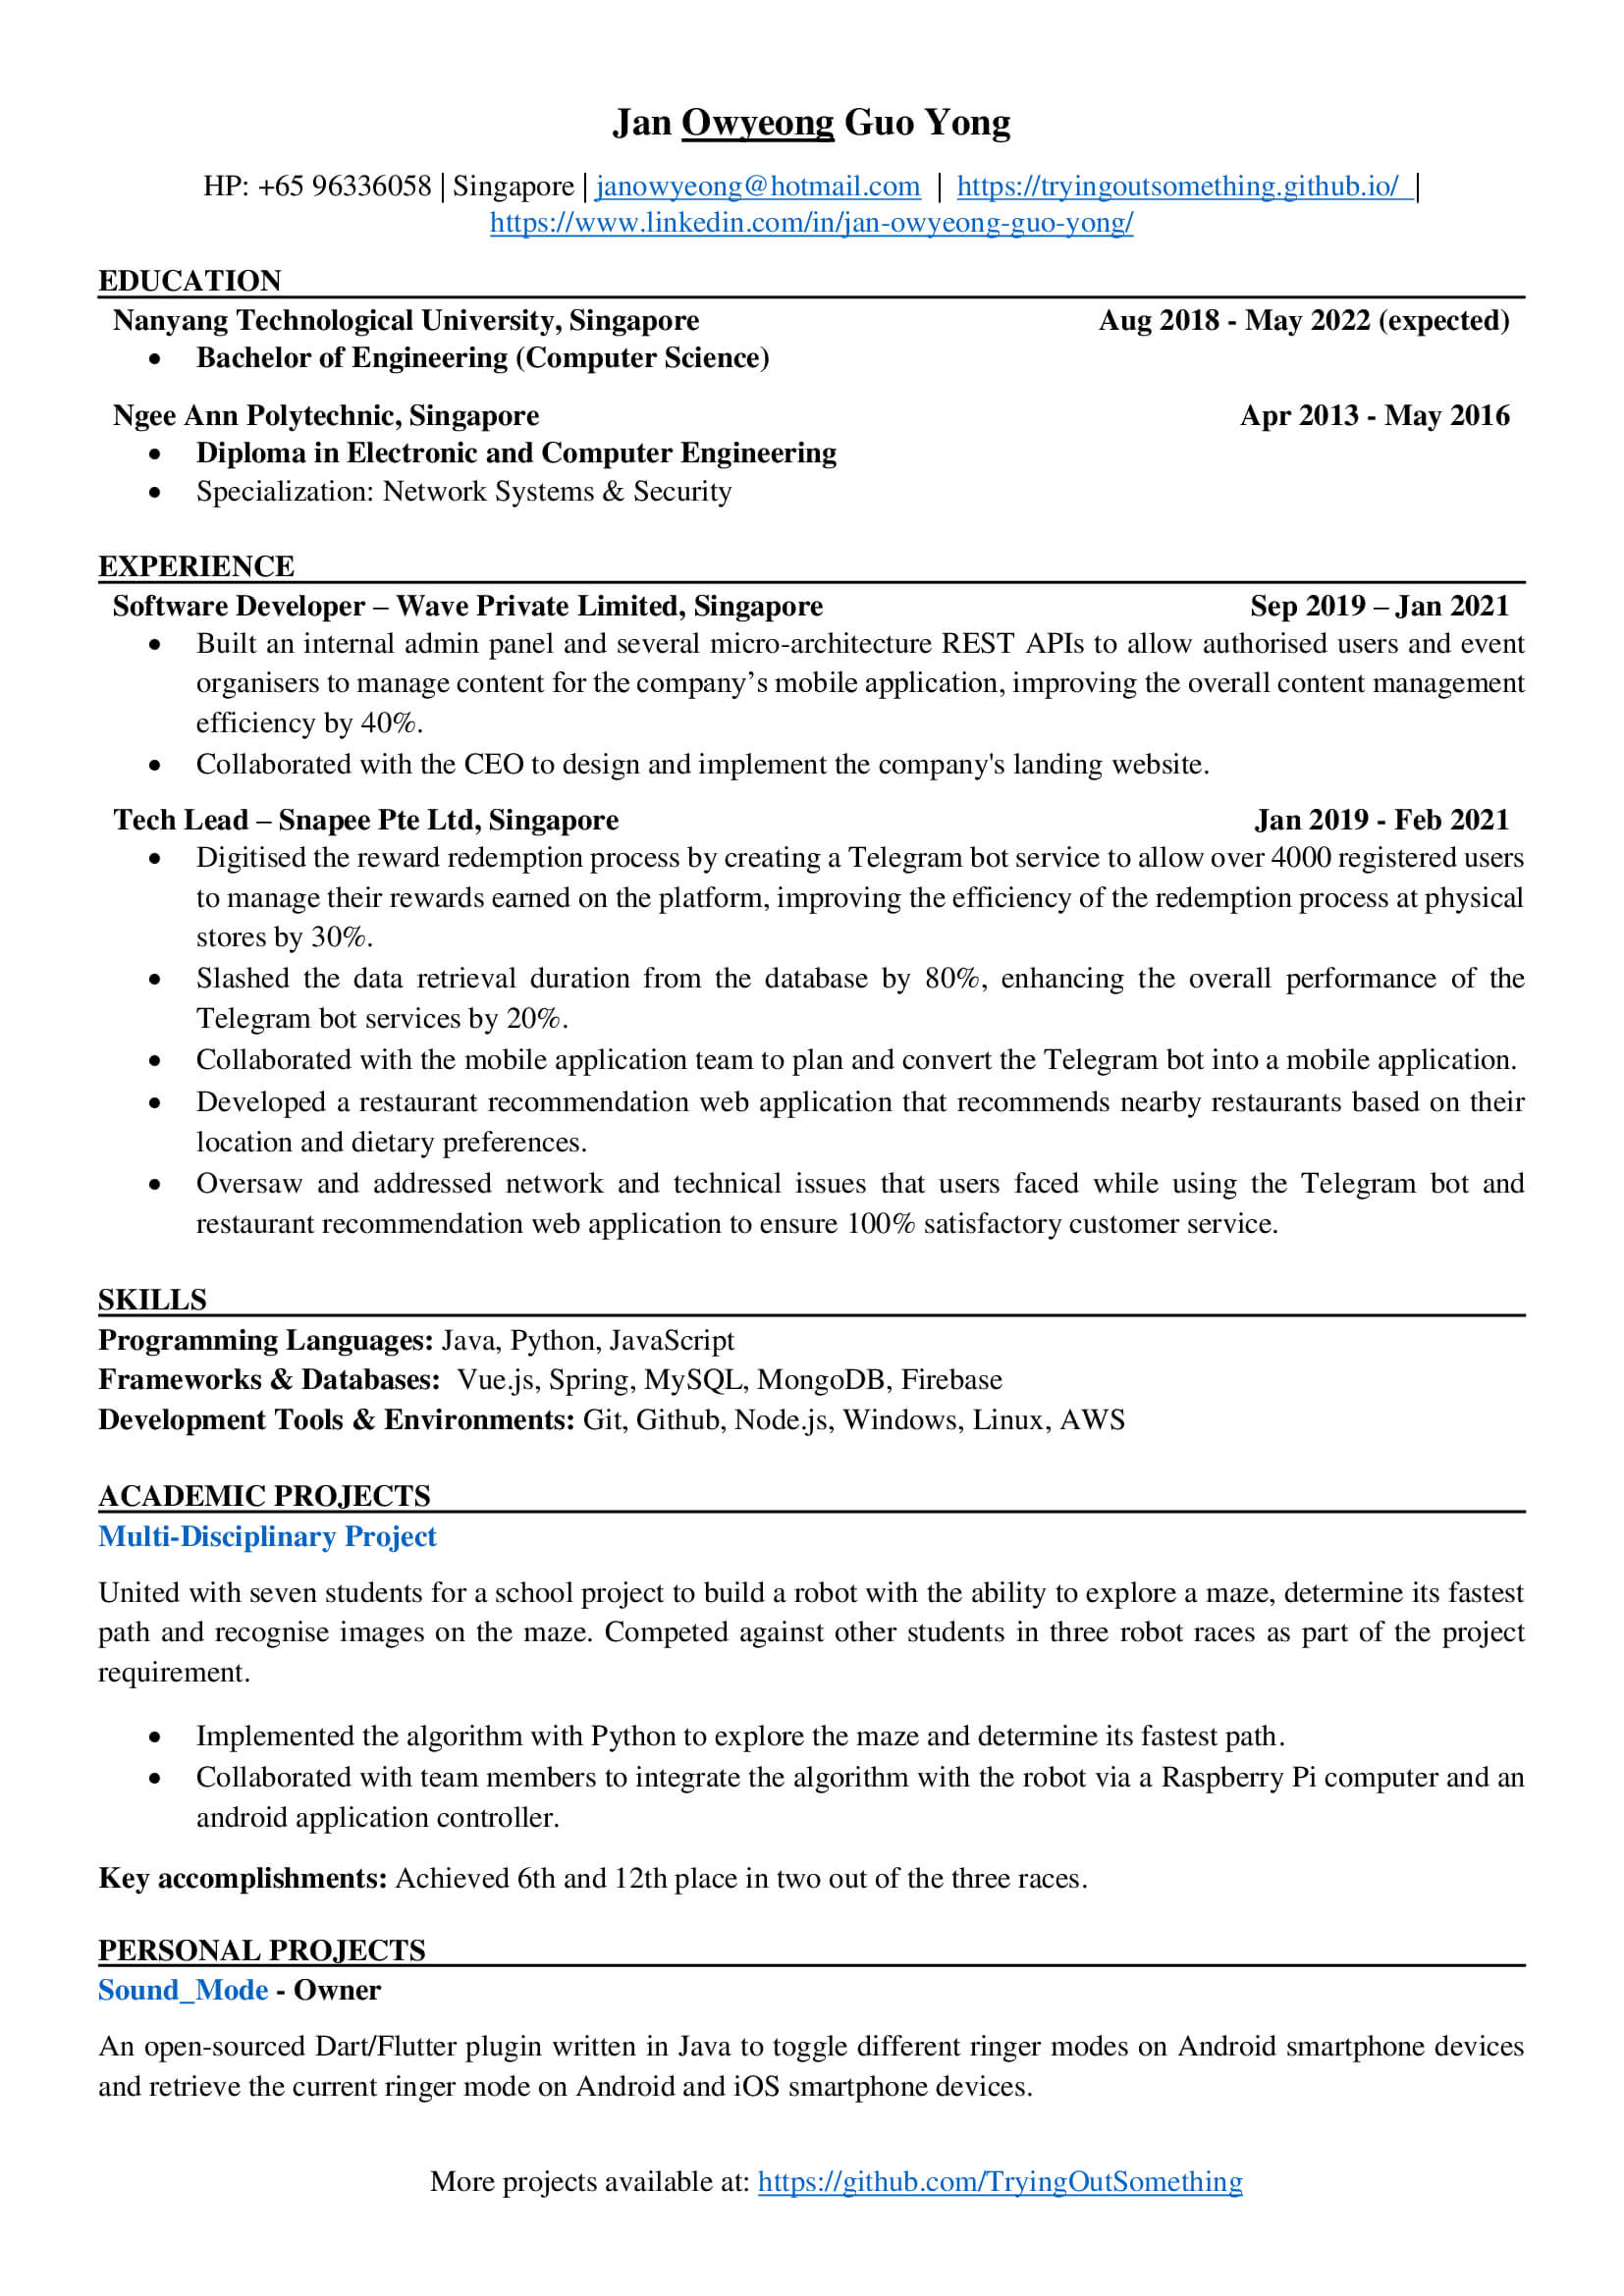 Jan Owyeong Guo Yong
HP: +65 96336058 | Singapore | janowyeong@hotmail.com | https://tryingoutsomething.github.io/ |
https://www.linkedin.com/in/jan-owyeong-guo-yong/
EDUCATION
Nanyang Technological University, Singapore Aug 2018 - May 2022 (expected)
• Bachelor of Engineering (Computer Science)
Ngee Ann Polytechnic, Singapore Apr 2013 - May 2016
• Diploma in Electronic and Computer Engineering
• Specialization: Network Systems & Security
EXPERIENCE
Software Developer – Wave Private Limited, Singapore Sep 2019 – Jan 2021
• Built an internal admin panel and several micro-architecture REST APIs to allow authorised users and event
organisers to manage content for the company’s mobile application, improving the overall content management
efficiency by 40%.
• Collaborated with the CEO to design and implement the company's landing website.
Tech Lead – Snapee Pte Ltd, Singapore Jan 2019 - Feb 2021
• Digitised the reward redemption process by creating a Telegram bot service to allow over 4000 registered users
to manage their rewards earned on the platform, improving the efficiency of the redemption process at physical
stores by 30%.
• Slashed the data retrieval duration from the database by 80%, enhancing the overall performance of the
Telegram bot services by 20%.
• Collaborated with the mobile application team to plan and convert the Telegram bot into a mobile application.
• Developed a restaurant recommendation web application that recommends nearby restaurants based on their
location and dietary preferences.
• Oversaw and addressed network and technical issues that users faced while using the Telegram bot and
restaurant recommendation web application to ensure 100% satisfactory customer service.
SKILLS
Programming Languages: Java, Python, JavaScript
Frameworks & Databases: Vue.js, Spring, MySQL, MongoDB, Firebase
Development Tools & Environments: Git, Github, Node.js, Windows, Linux, AWS
ACADEMIC PROJECTS
Multi-Disciplinary Project
United with seven students for a school project to build a robot with the ability to explore a maze, determine its fastest
path and recognise images on the maze. Competed against other students in three robot races as part of the project
requirement.
• Implemented the algorithm with Python to explore the maze and determine its fastest path.
• Collaborated with team members to integrate the algorithm with the robot via a Raspberry Pi computer and an
android application controller.
Key accomplishments: Achieved 6th and 12th place in two out of the three races.
PERSONAL PROJECTS
Sound_Mode - Owner
An open-sourced Dart/Flutter plugin written in Java to toggle different ringer modes on Android smartphone devices
and retrieve the current ringer mode on Android and iOS smartphone devices.
More projects available at: https://github.com/TryingOutSomething